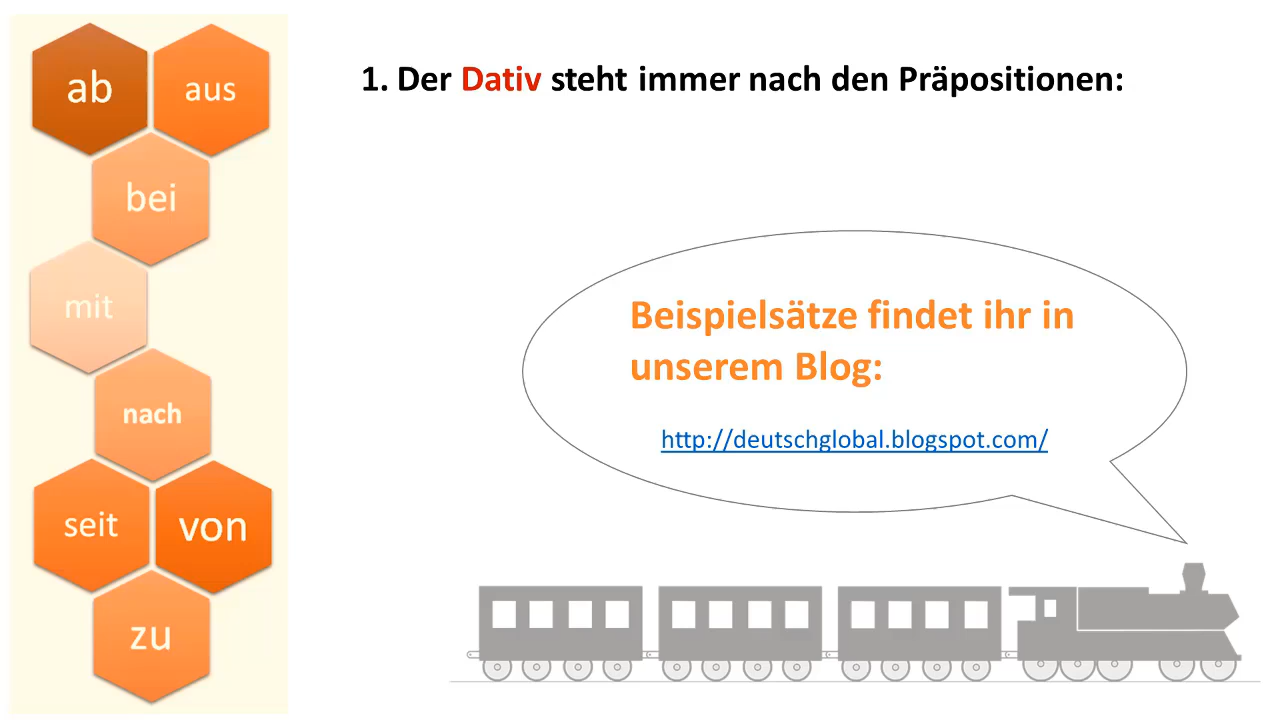 ab
aus
bei
mit
nach
seit
von
zu
1. Der Dativ steht immer nach den Präpositionen:
Beispielsätze findet ihr in
unserem Blog:
http://deutschglobal.blogspot.com/